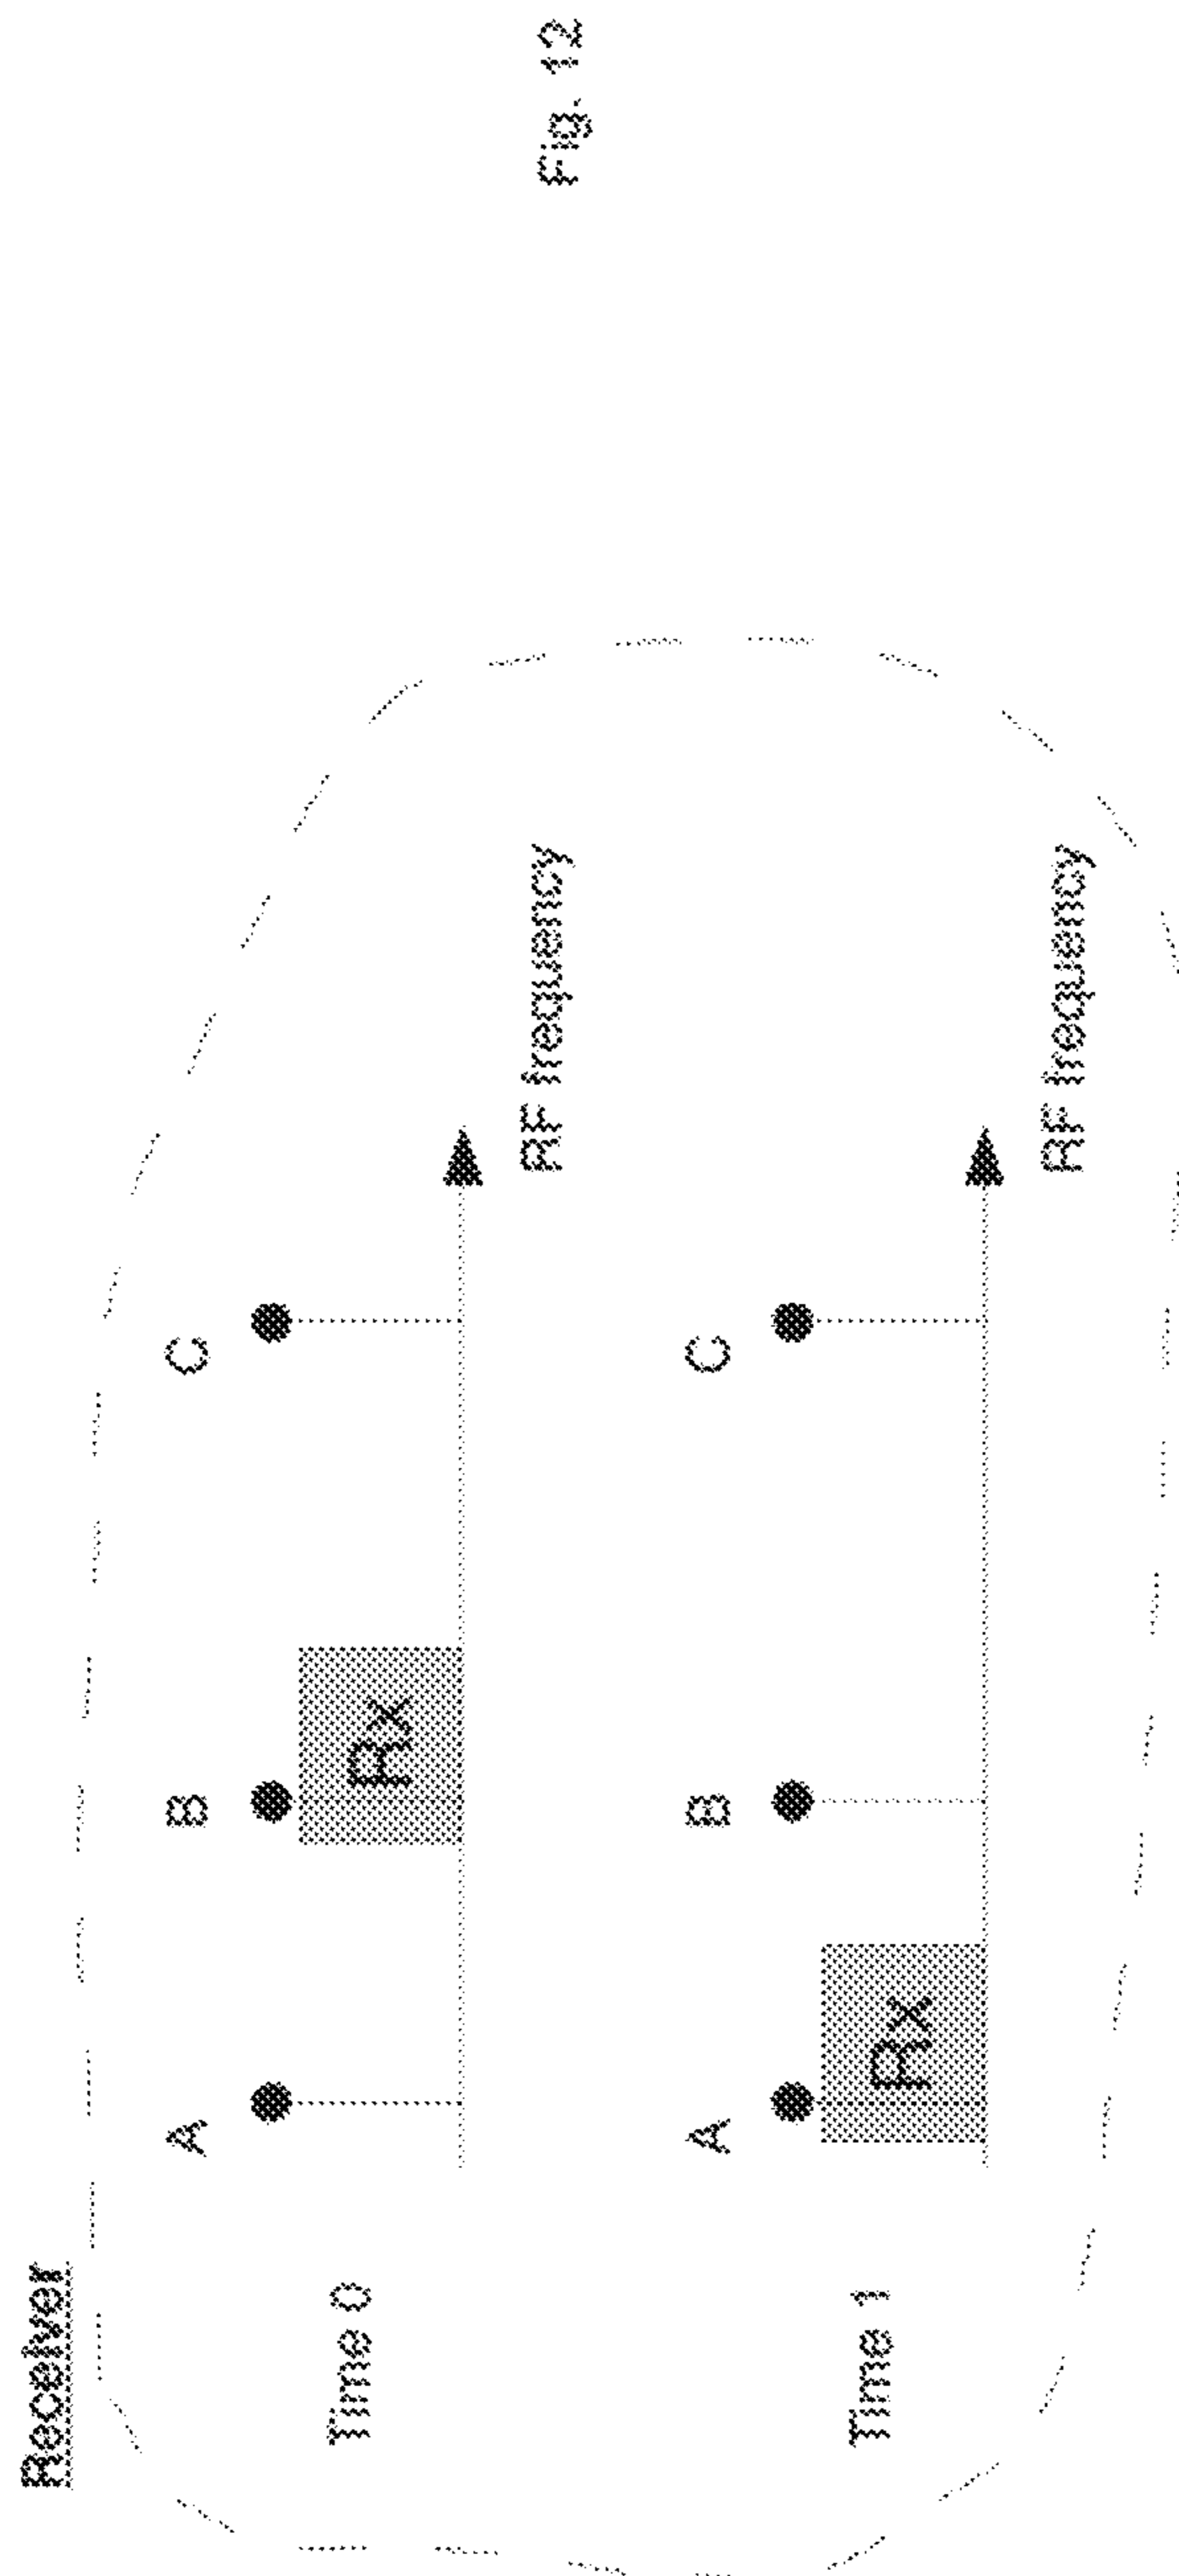 Receiver
A B C
Time 0
Rx
RF frequency
A B C
Time 1
Rx
RF frequency
Fig. 12